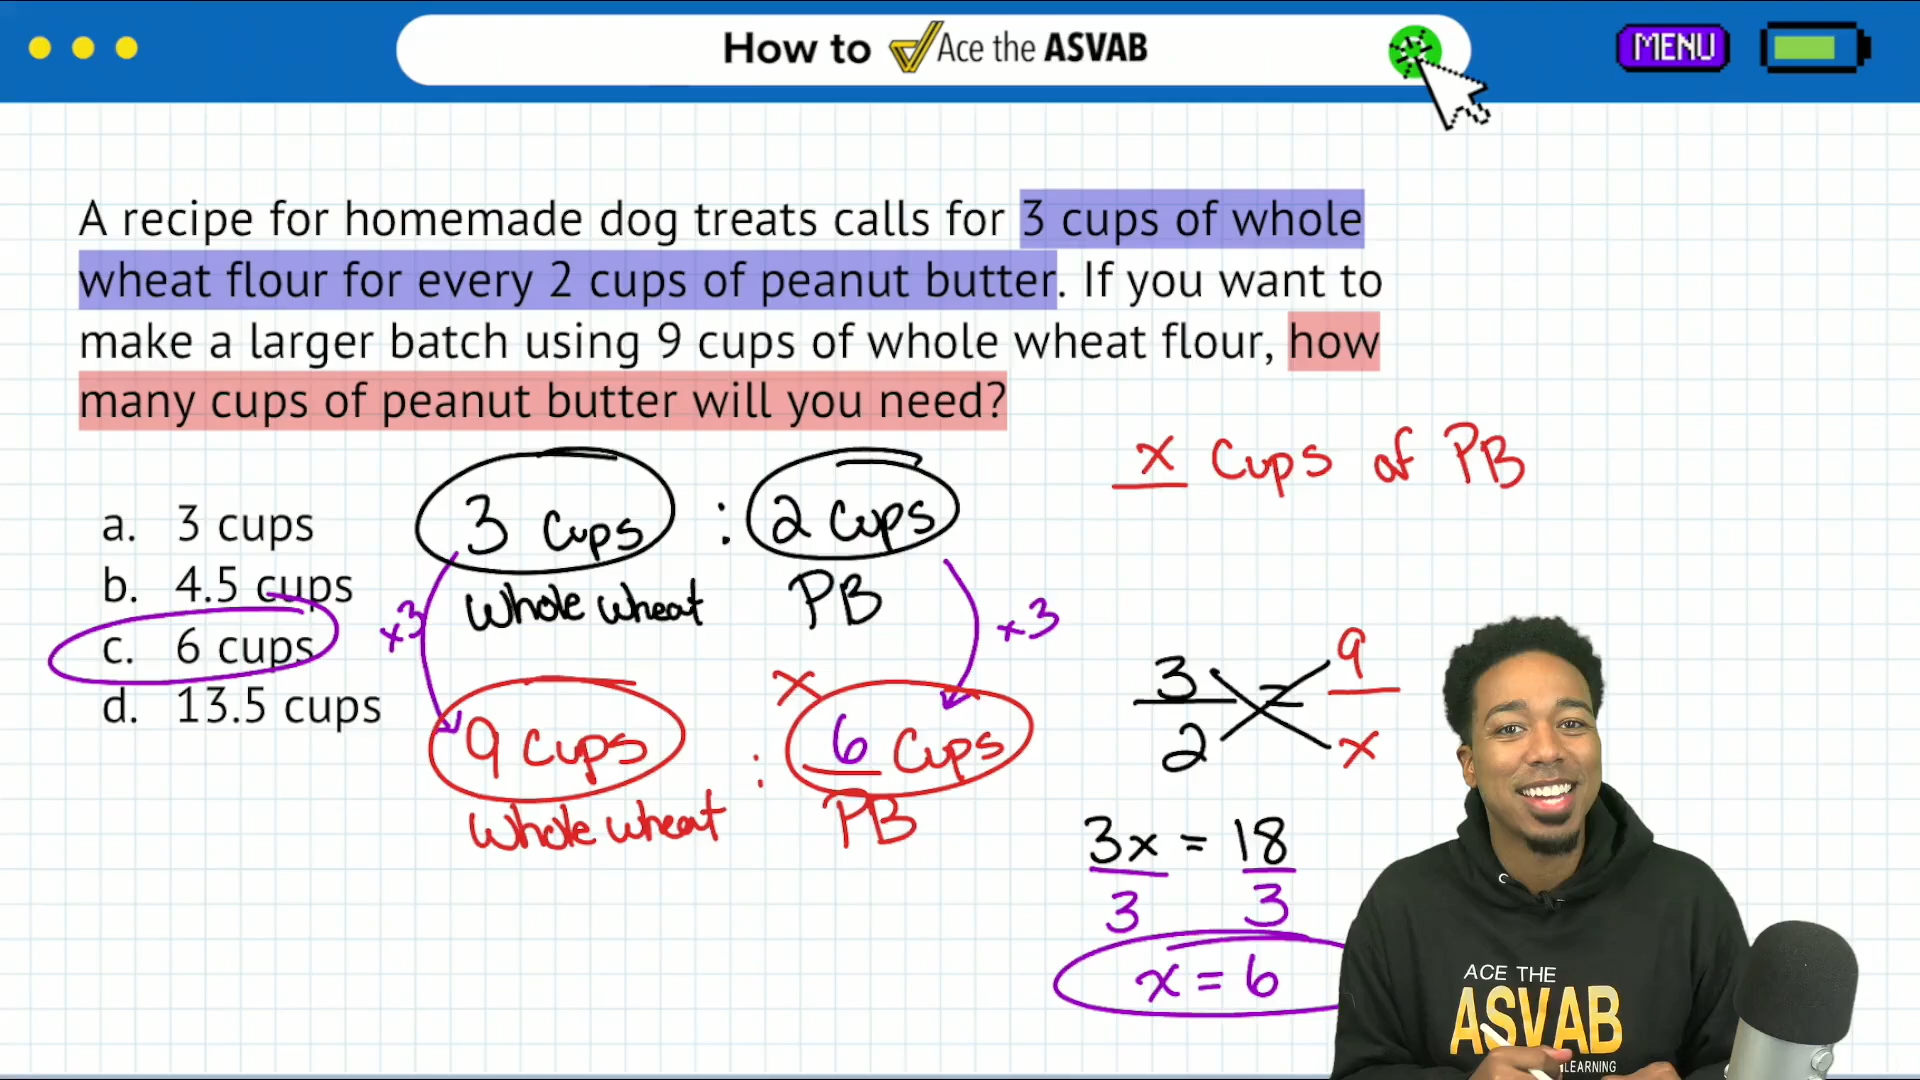 How to Ace the ASVAB
MENU
A recipe for homemade dog treats calls for 3 cups of whole
wheat flour for every 2 cups of peanut butter. If you want to
make a larger batch using 9 cups of whole wheat flour, how
many cups of peanut butter will you need?
x Cups of PB
a. 3 cups
b. 4.5 cups
c. 6 cups
d. 13.5 cups
3 Cups : 2 Cups
whole wheat PB
x3 x3
x
9 Cups : 6 Cups
whole wheat PB
3 = 9
2 x
3x = 18
3 3
x = 6
ACE THE
ASVAB
LEARNING